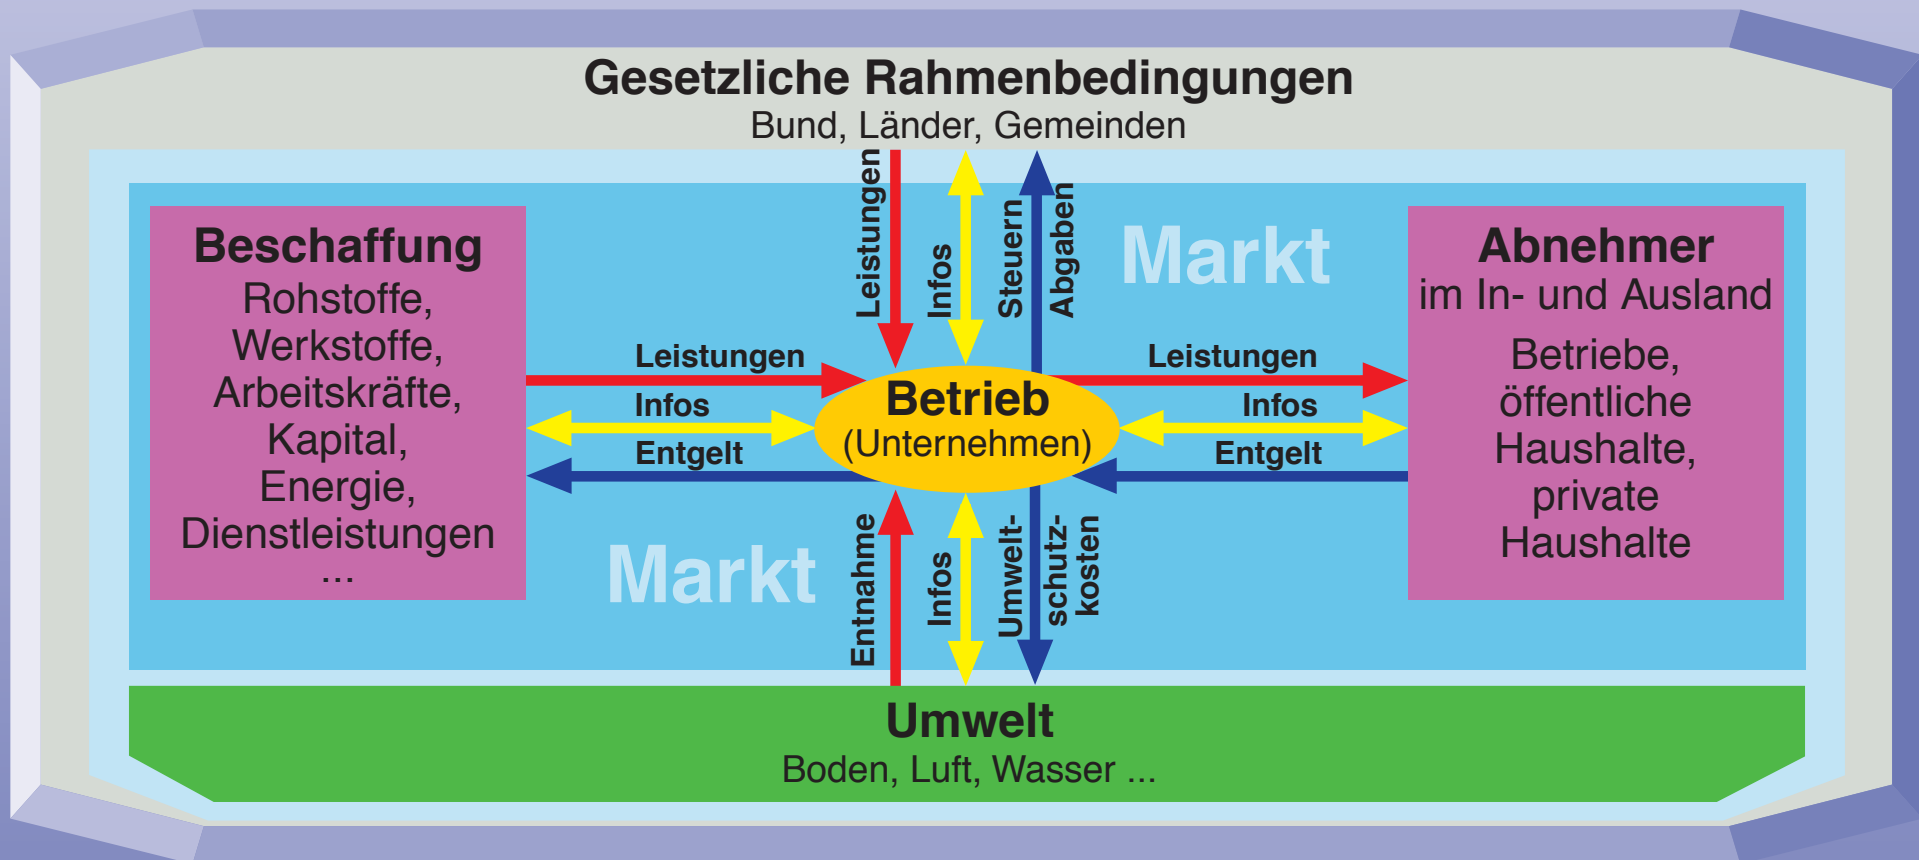 Gesetzliche Rahmenbedingungen
Bund, Länder, Gemeinden
Leistungen
Infos
Steuern
Abgaben
Markt
Beschaffung
Rohstoffe,
Werkstoffe,
Arbeitskräfte,
Kapital,
Energie,
Dienstleistungen
...
Leistungen
Infos
Entgelt
Betrieb
(Unternehmen)
Leistungen
Infos
Entgelt
Abnehmer
im In- und Ausland
Betriebe,
öffentliche
Haushalte,
private
Haushalte
Markt
Entnahme
Infos
Umwelt-
schutz-
kosten
Umwelt
Boden, Luft, Wasser ...